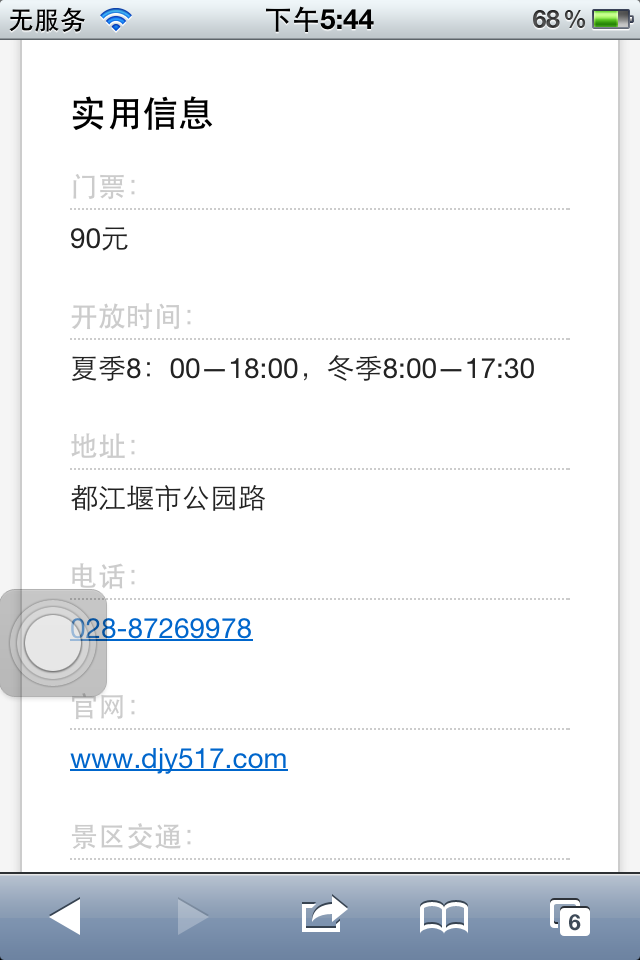 无服务 下午5:44 68%
实用信息
门票：
90元
开放时间：
夏季8：00－18:00，冬季8:00－17:30
地址：
都江堰市公园路
电话：
028-87269978
官网：
www.djy517.com
景区交通：
6